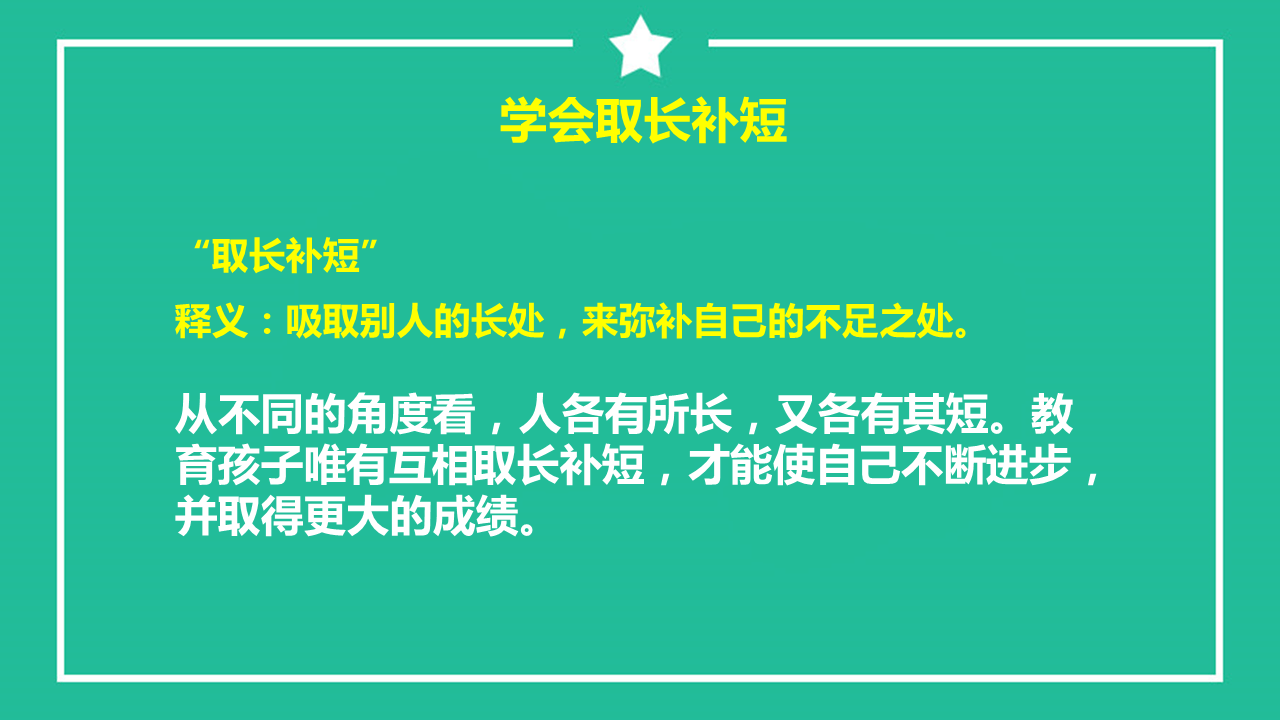 学会取长补短
“取长补短”
释义：吸取别人的长处，来弥补自己的不足之处。
从不同的角度看，人各有所长，又各有其短。教
育孩子唯有互相取长补短，才能使自己不断进步，
并取得更大的成绩。